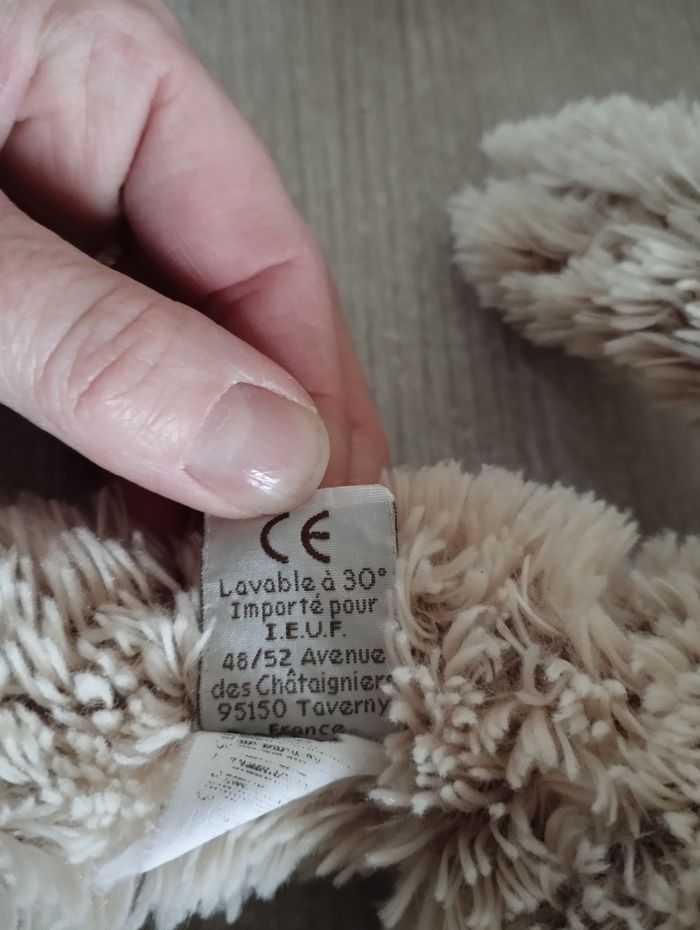 CE
Lavable à 30°
Importé pour
I.E.U.F.
48/52 Avenue
des Châtaigniers
95150 Taverny
France